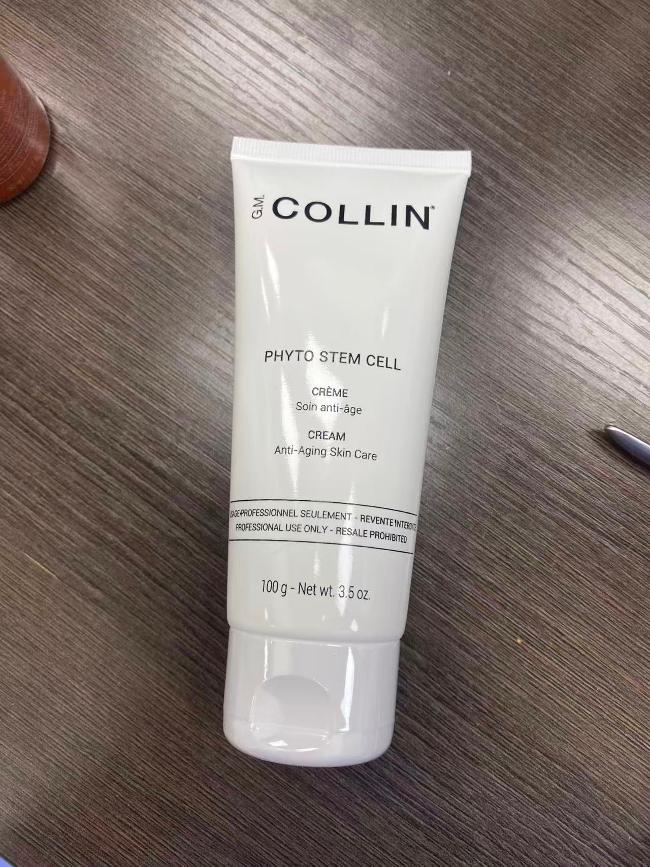 G.M. COLLIN®
PHYTO STEM CELL
CRÈME
Soin anti-âge
CREAM
Anti-Aging Skin Care
PROFESSIONNEL SEULEMENT - REVENTE
PROFESSIONAL USE ONLY - RESALE PROHIBITED
100 g - Net wt. 3.5 oz.